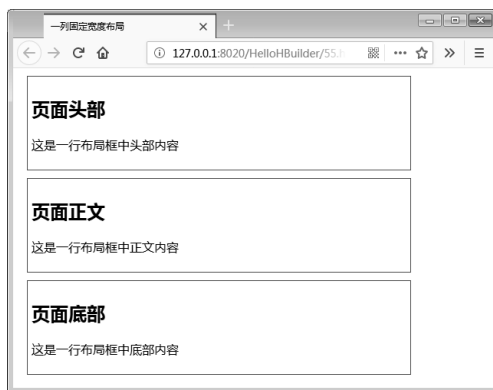 一列固定宽度布局
127.0.0.1:8020/HelloHBuilder/55.h
页面头部
这是一行布局框中头部内容
页面正文
这是一行布局框中正文内容
页面底部
这是一行布局框中底部内容